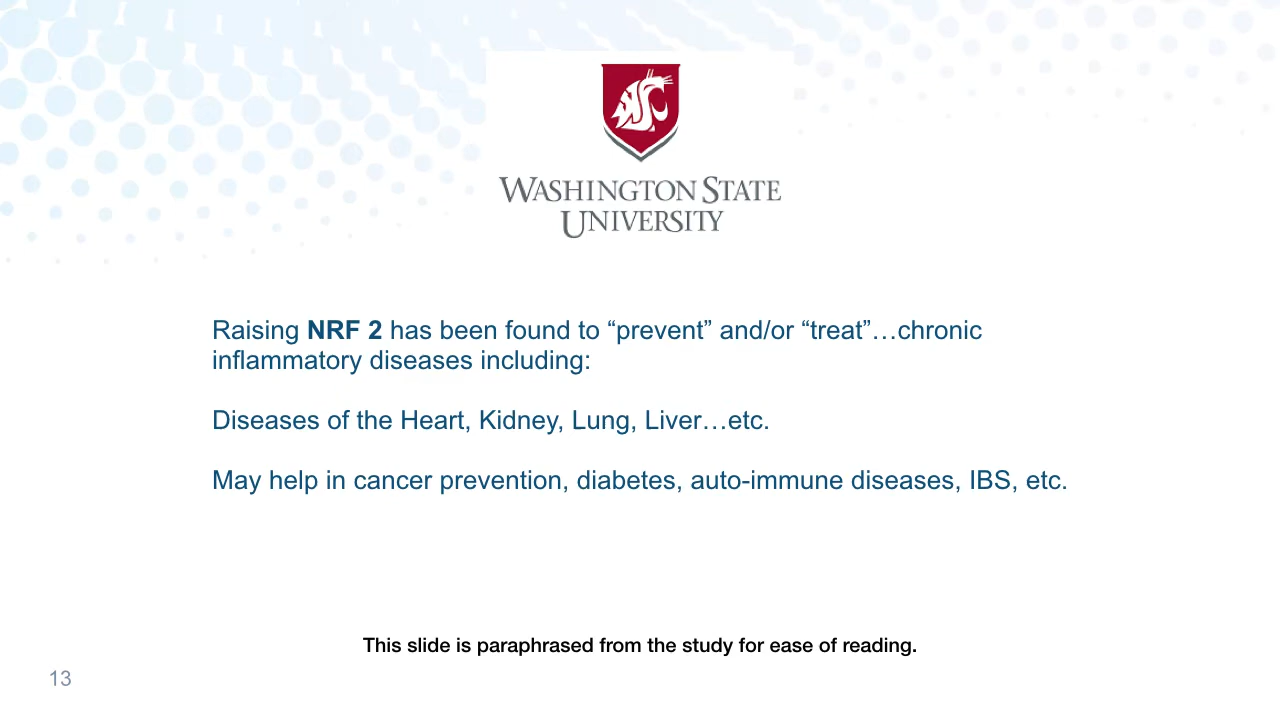 WASHINGTON STATE
UNIVERSITY
Raising NRF 2 has been found to “prevent” and/or “treat”…chronic
inflammatory diseases including:
Diseases of the Heart, Kidney, Lung, Liver…etc.
May help in cancer prevention, diabetes, auto-immune diseases, IBS, etc.
This slide is paraphrased from the study for ease of reading.
13